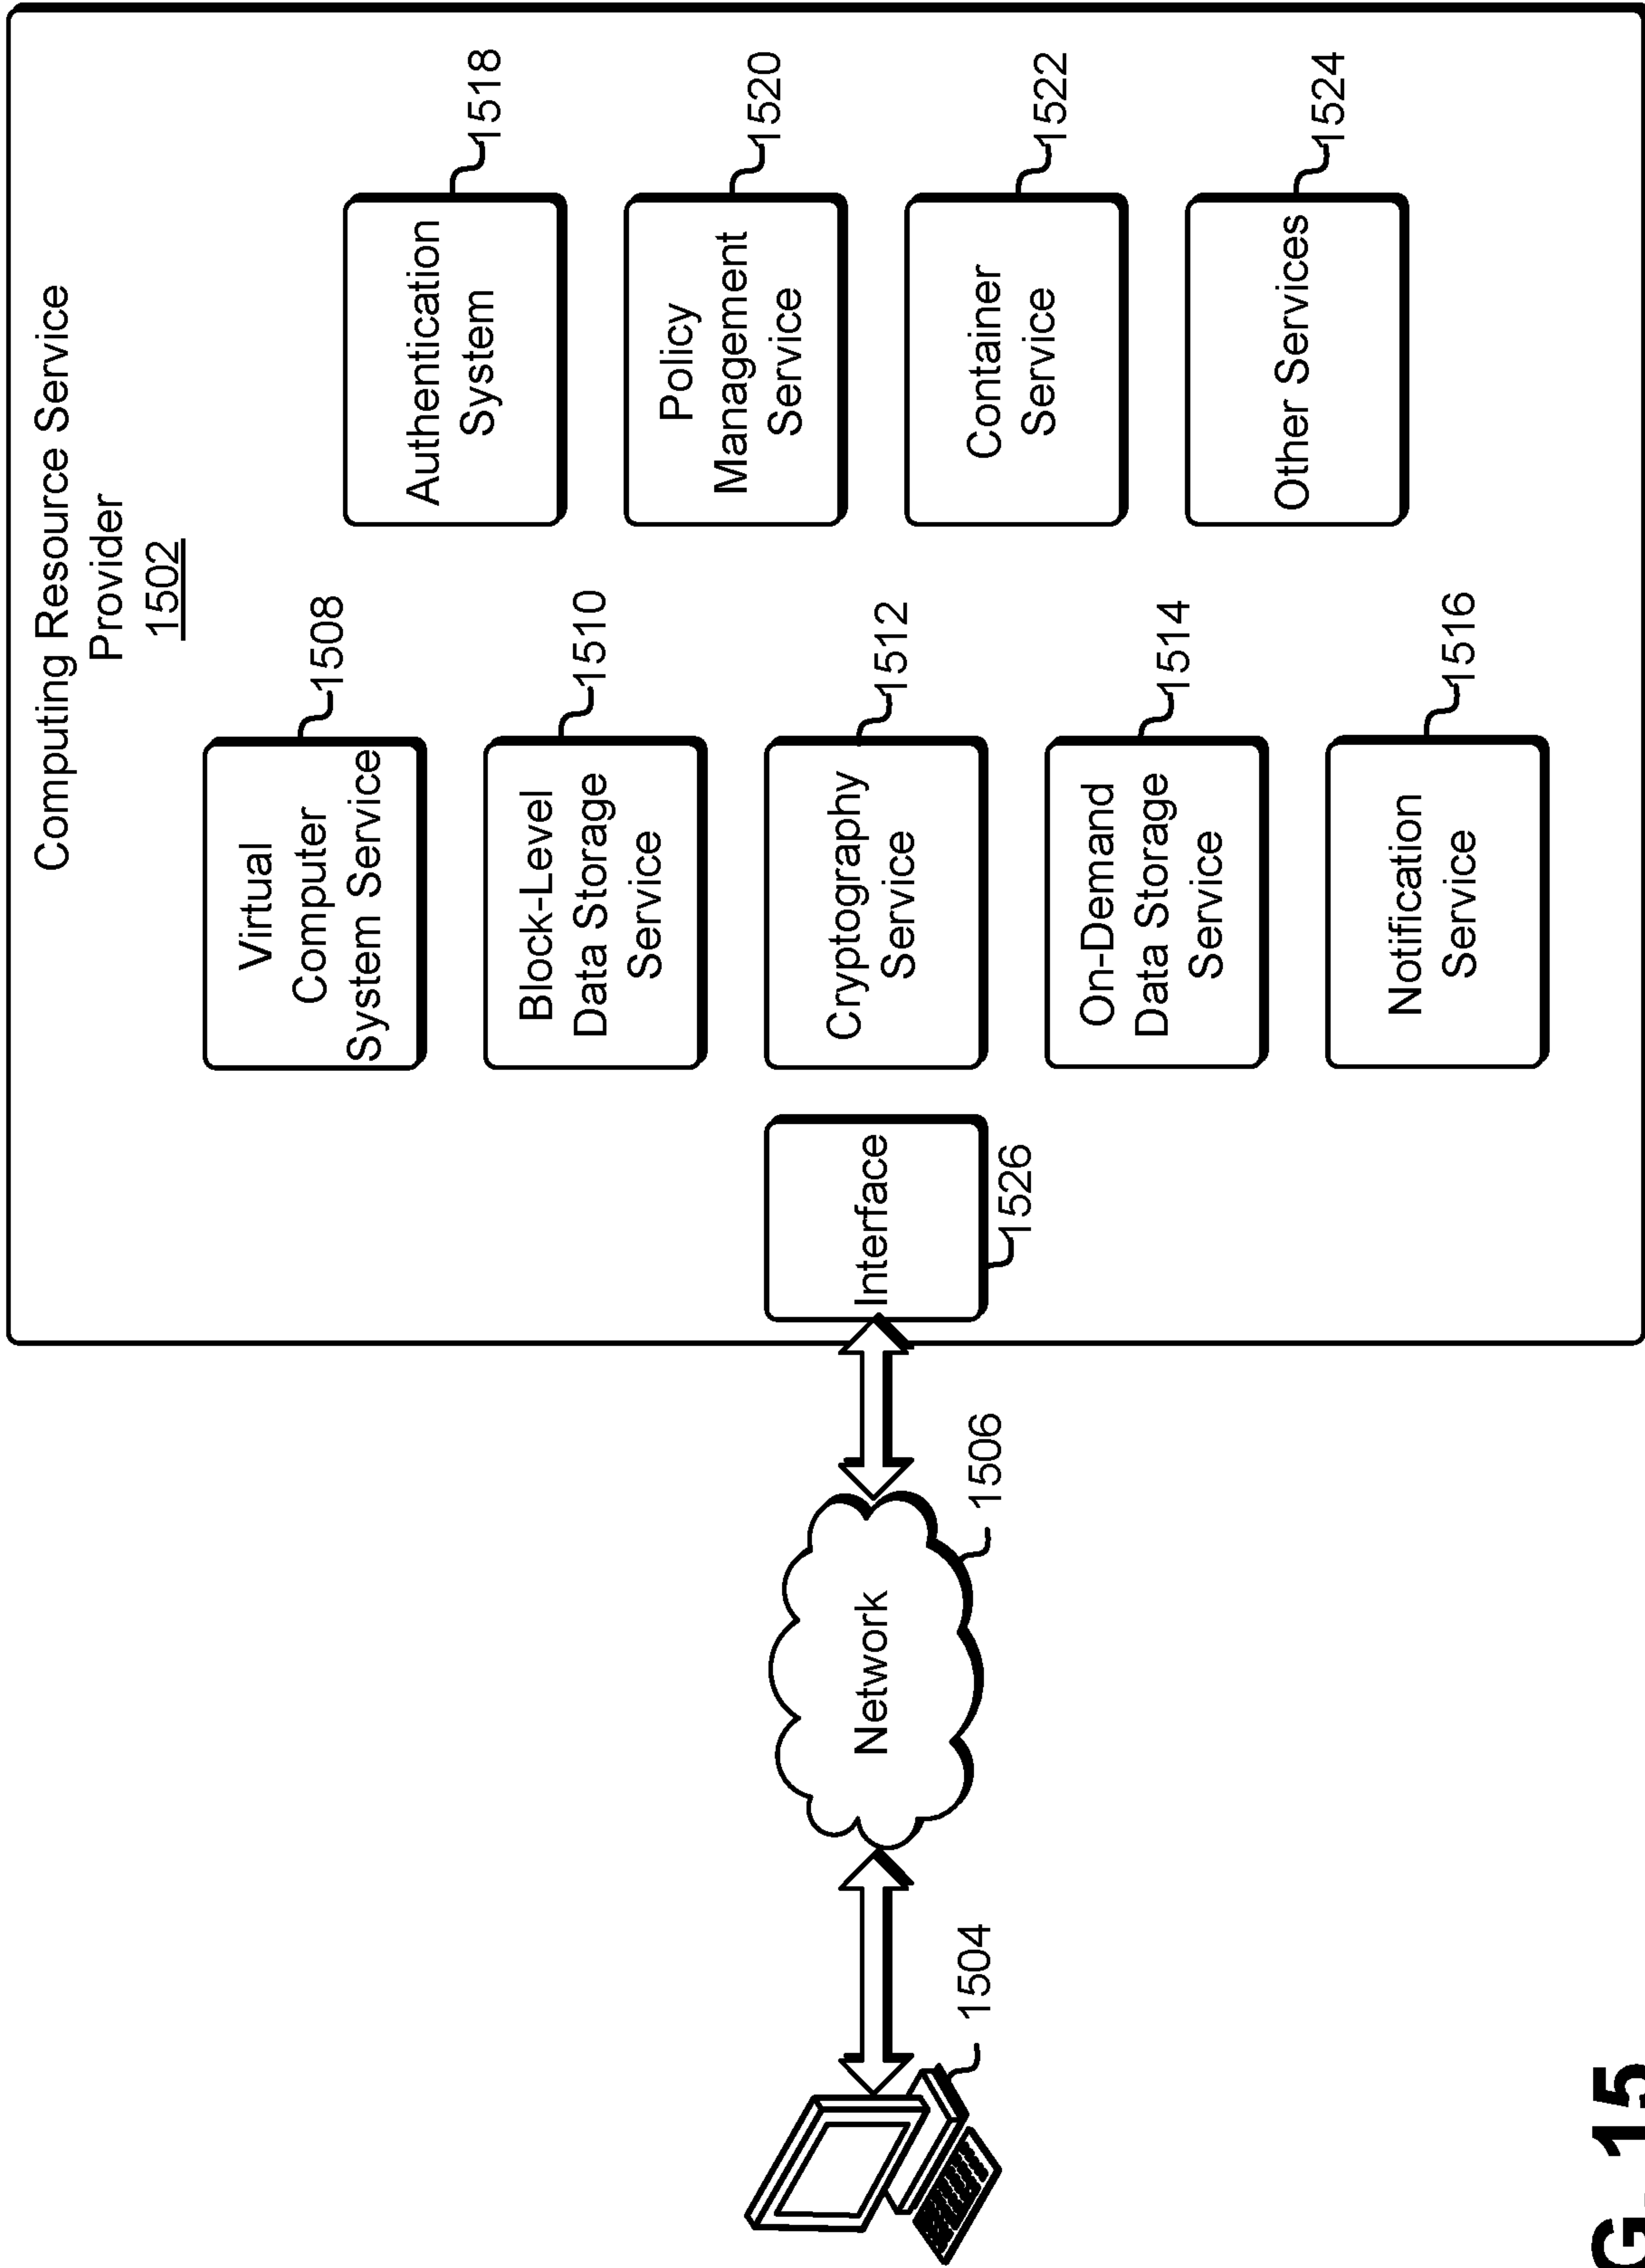 Computing Resource Service
Provider
1502
Virtual
Computer
System Service
1508
Block-Level
Data Storage
Service
1510
Cryptography
Service
1512
On-Demand
Data Storage
Service
1514
Notification
Service
1516
Authentication
System
1518
Policy
Management
Service
1520
Container
Service
1522
Other Services
1524
Interface
1526
Network
1506
1504
G. 15